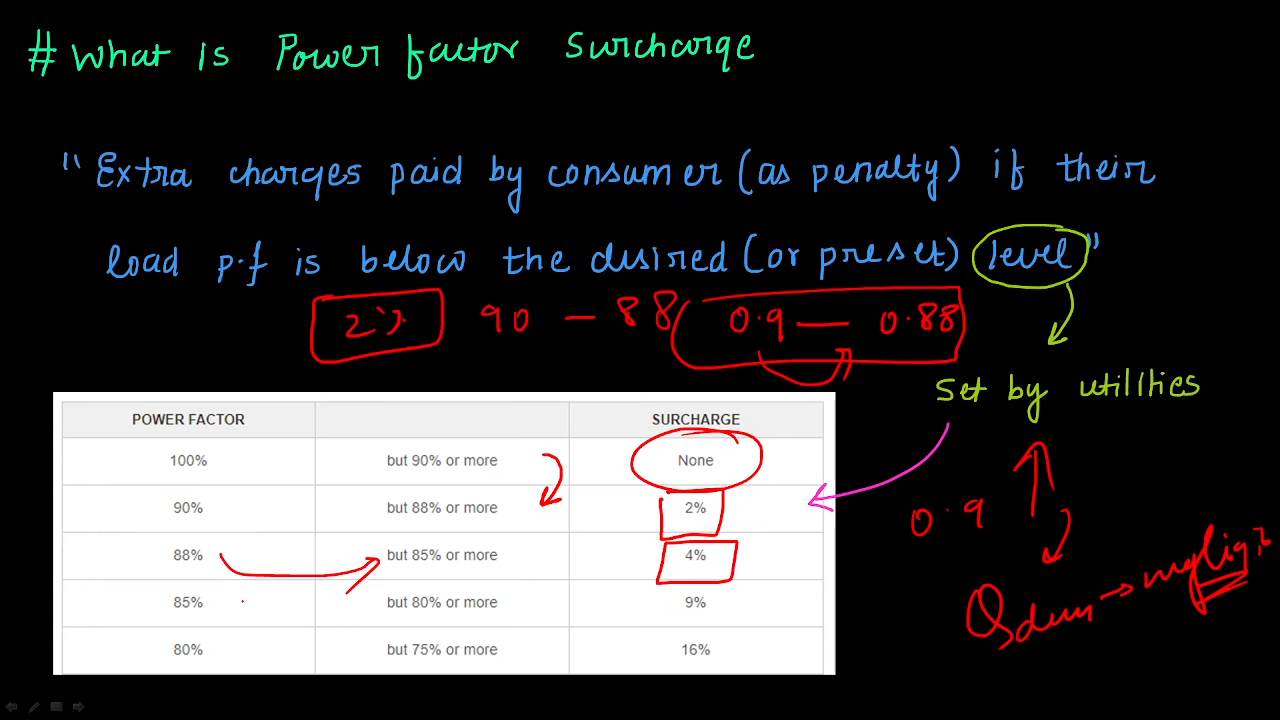 # What is Power factor Surcharge
"Extra charges paid by consumer (as penalty) if their
load p.f is below the desired (or preset) level"
2% 90 — 88 0.9 — 0.88
Set by utilities
0.9
Qdem →
POWER FACTOR SURCHARGE
100% but 90% or more None
90% but 88% or more 2%
88% but 85% or more 4%
85% but 80% or more 9%
80% but 75% or more 16%